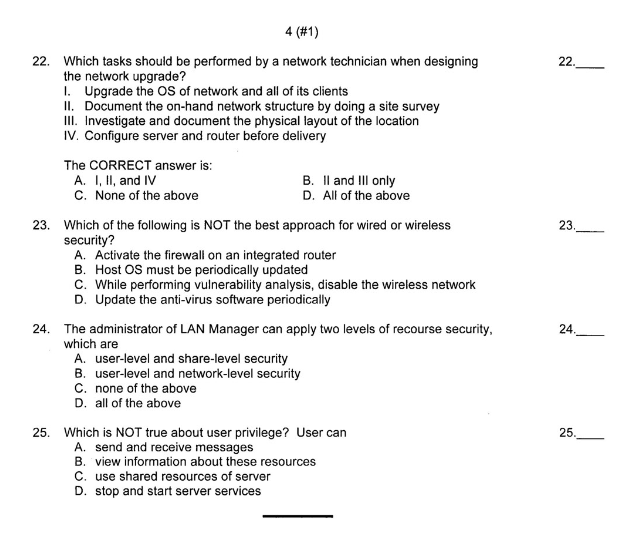 4 (#1)
22. Which tasks should be performed by a network technician when designing 22.____
the network upgrade?
I. Upgrade the OS of network and all of its clients
II. Document the on-hand network structure by doing a site survey
III. Investigate and document the physical layout of the location
IV. Configure server and router before delivery
The CORRECT answer is:
A. I, II, and IV B. II and III only
C. None of the above D. All of the above
23. Which of the following is NOT the best approach for wired or wireless 23.____
security?
A. Activate the firewall on an integrated router
B. Host OS must be periodically updated
C. While performing vulnerability analysis, disable the wireless network
D. Update the anti-virus software periodically
24. The administrator of LAN Manager can apply two levels of recourse security, 24.____
which are
A. user-level and share-level security
B. user-level and network-level security
C. none of the above
D. all of the above
25. Which is NOT true about user privilege? User can 25.____
A. send and receive messages
B. view information about these resources
C. use shared resources of server
D. stop and start server services